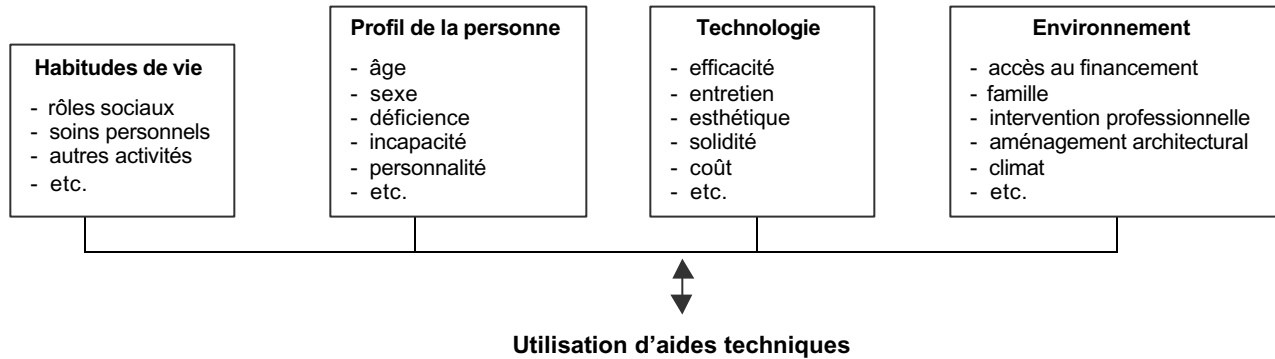 Habitudes de vie
- rôles sociaux
- soins personnels
- autres activités
- etc.
Profil de la personne
- âge
- sexe
- déficience
- incapacité
- personnalité
- etc.
Technologie
- efficacité
- entretien
- esthétique
- solidité
- coût
- etc.
Environnement
- accès au financement
- famille
- intervention professionnelle
- aménagement architectural
- climat
- etc.
Utilisation d’aides techniques